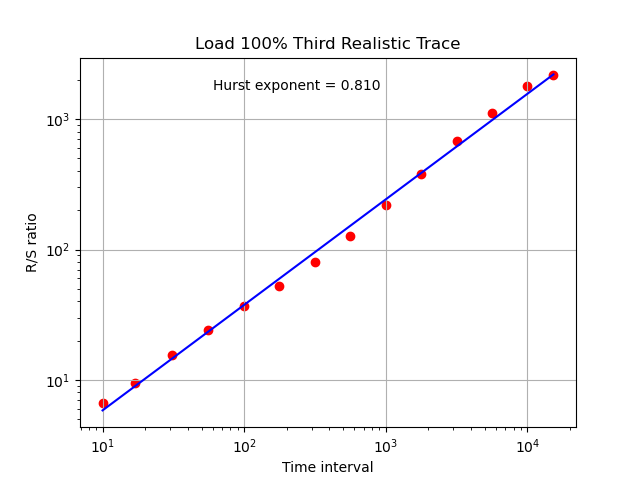 Load 100% Third Realistic Trace
Hurst exponent = 0.810
R/S ratio
10³
10²
10¹
10¹ 10² 10³ 10⁴
Time interval